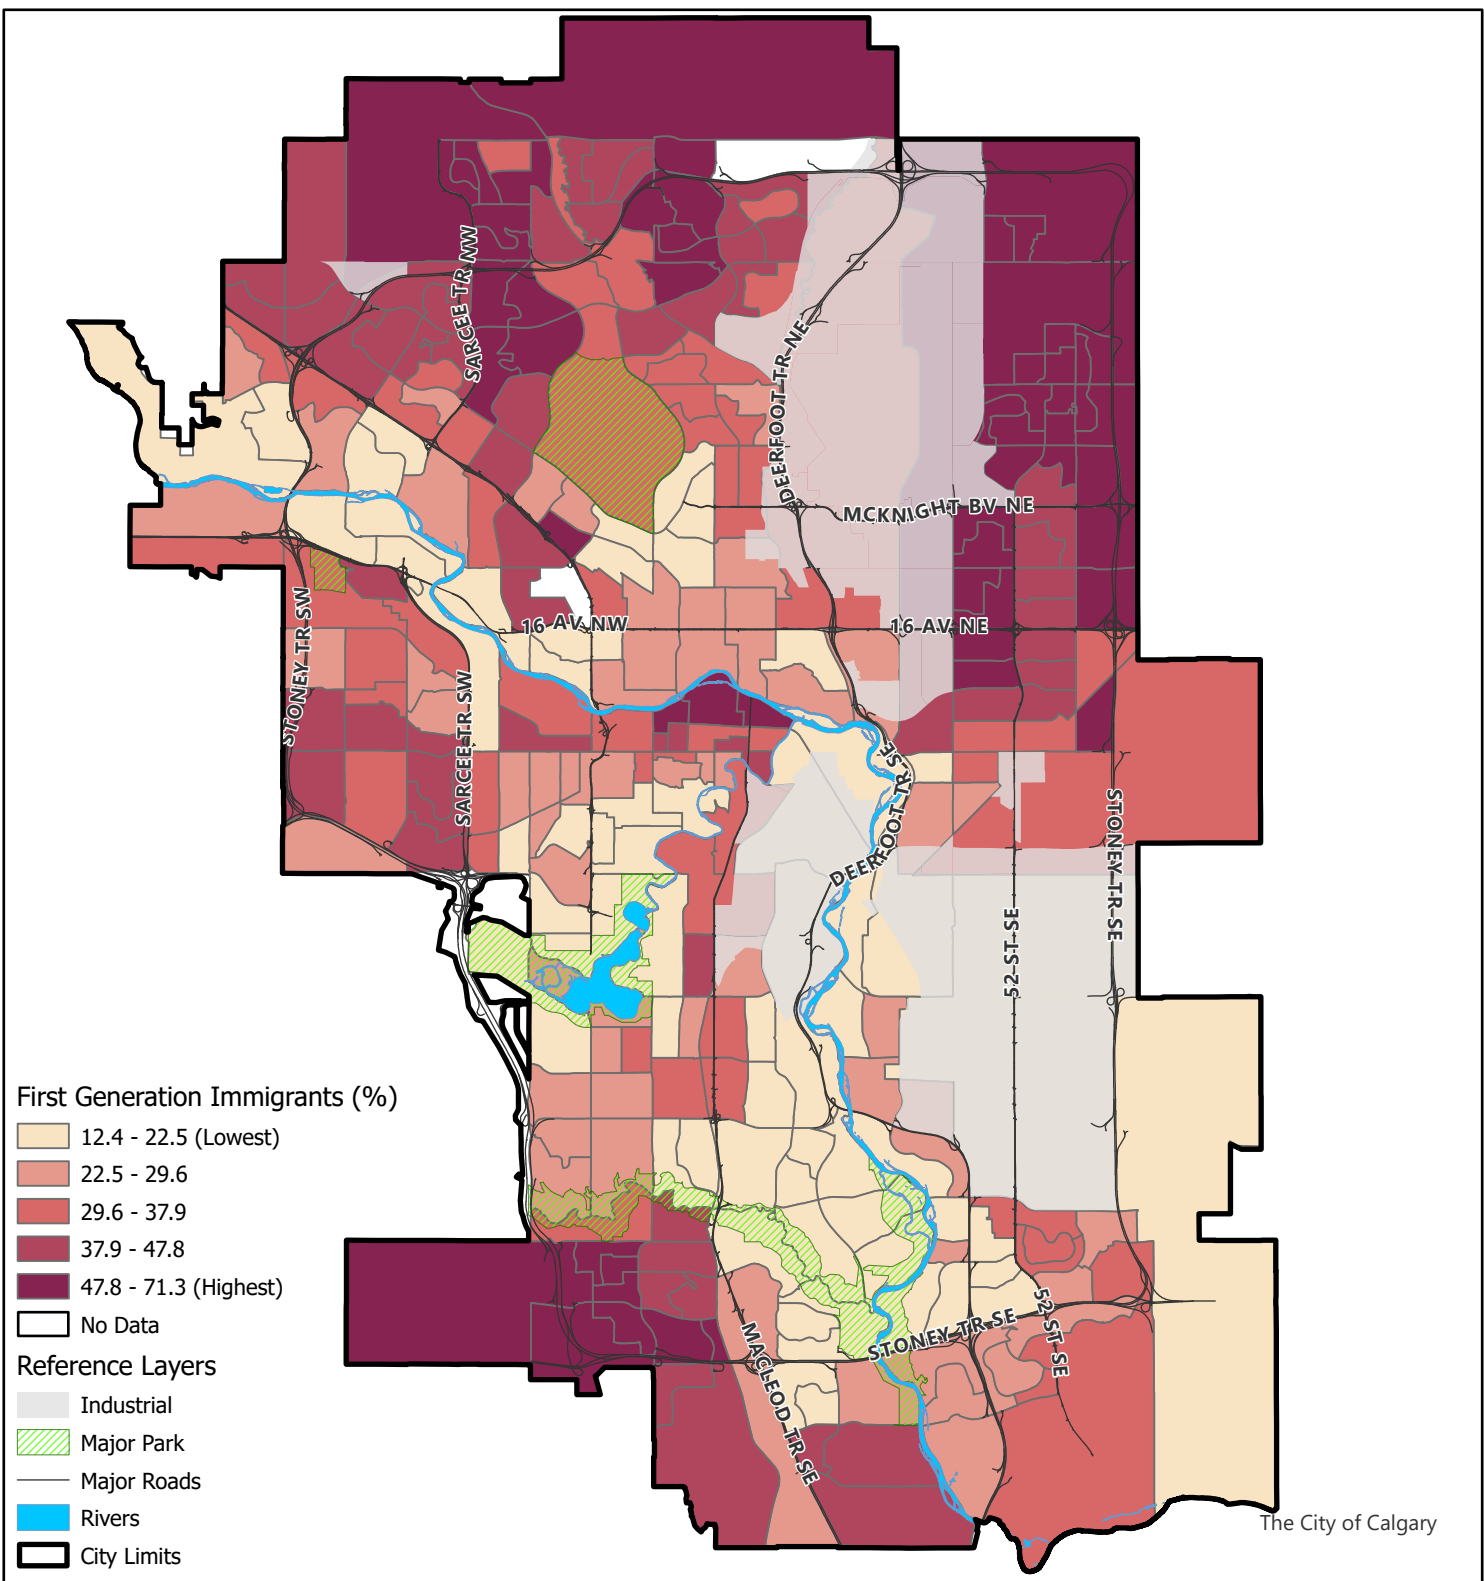 SARCEE TR NW
DEERFOOT TR NE
MCKNIGHT BV NE
STONEY TR SW
16 AV NW
16 AV NE
SARCEE TR SW
DEERFOOT TR SE
STONEY TR SE
52 ST SE
First Generation Immigrants (%)
12.4 - 22.5 (Lowest)
22.5 - 29.6
29.6 - 37.9
37.9 - 47.8
47.8 - 71.3 (Highest)
No Data
Reference Layers
Industrial
Major Park
Major Roads
Rivers
City Limits
STONEY TR SE
52 ST SE
MACLEOD TR SE
The City of Calgary